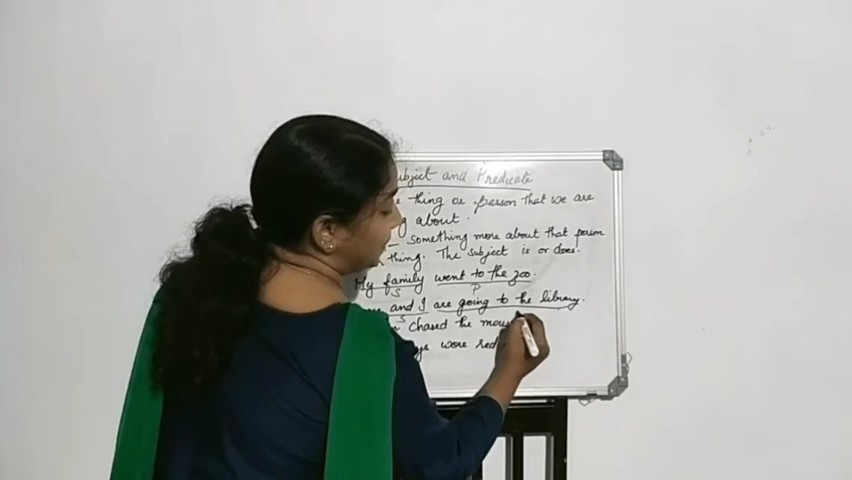 Subject and Predicate
thing or person that we are
about.
something more about that person
thing. The subject is or does.
My family went to the zoo.
S P
and I are going to the library.
S
chased the mouse
wore red